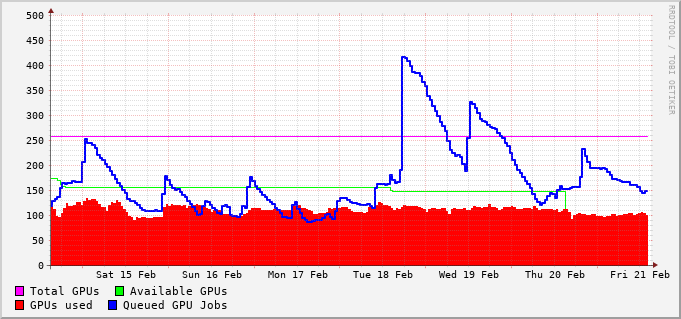 500
450
400
350
300
250
200
150
100
50
0
Sat 15 Feb Sun 16 Feb Mon 17 Feb Tue 18 Feb Wed 19 Feb Thu 20 Feb Fri 21 Feb
Total GPUs Available GPUs
GPUs used Queued GPU Jobs
RRDTOOL / TOBI OETIKER